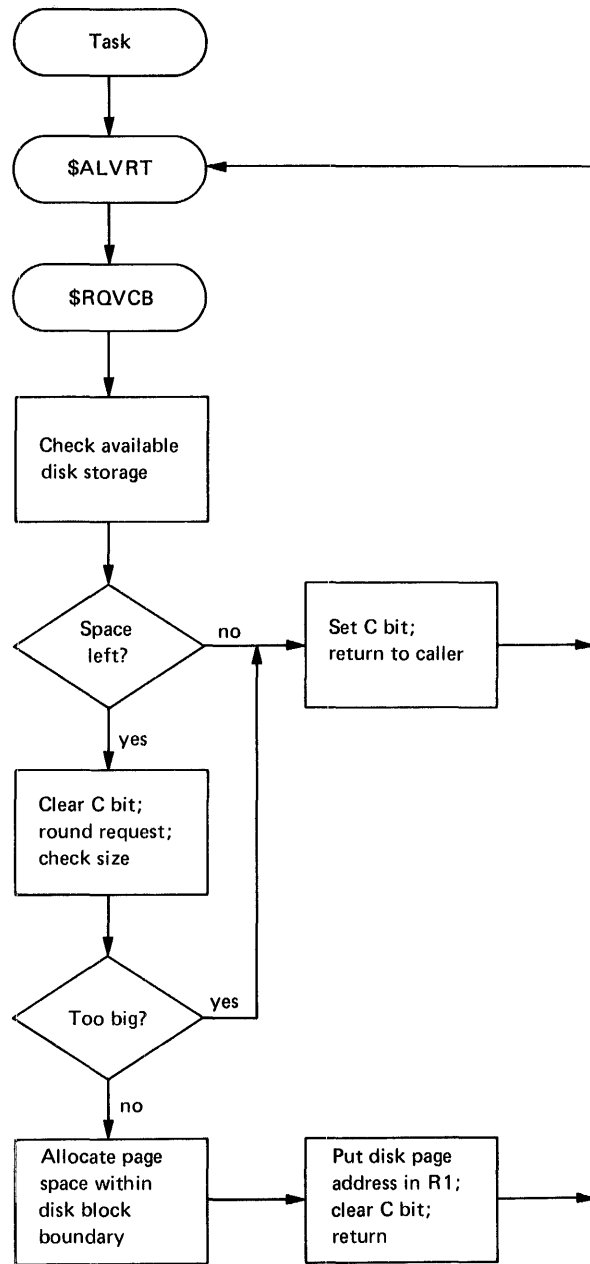 Task
$ALVRT
$RQVCB
Check available
disk storage
Space
left?
no
Set C bit;
return to caller
yes
Clear C bit;
round request;
check size
Too big?
yes
no
Allocate page
space within
disk block
boundary
Put disk page
address in R1;
clear C bit;
return